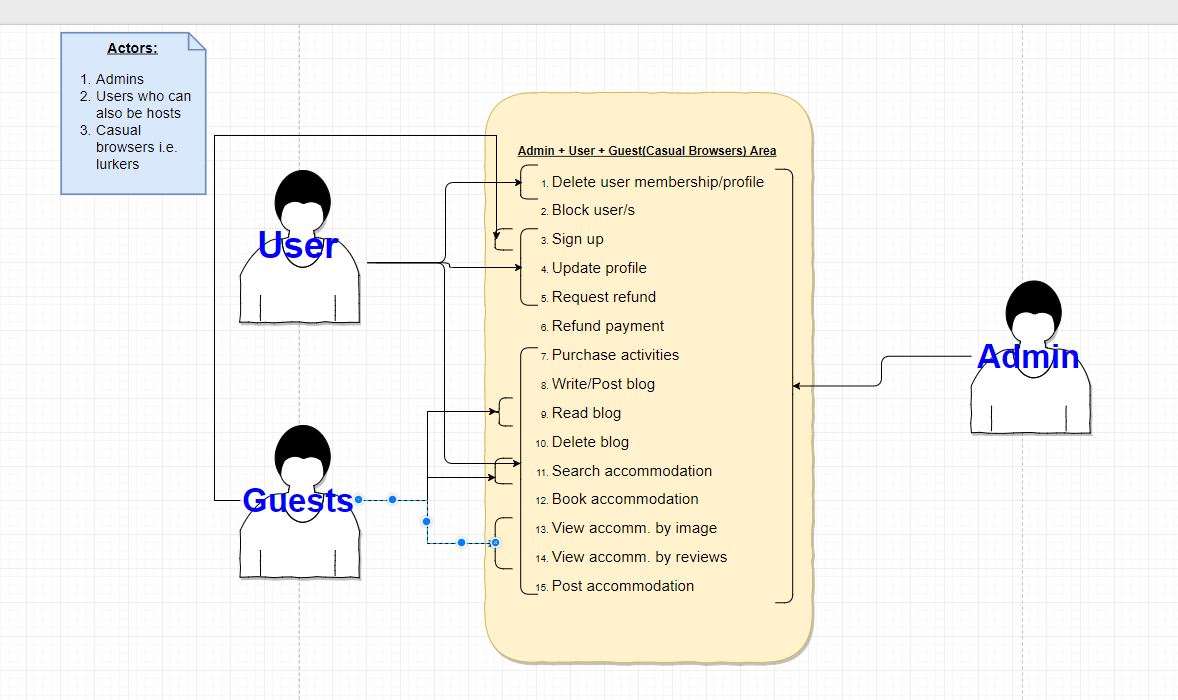 Actors:
1. Admins
2. Users who can
also be hosts
3. Casual
browsers i.e.
lurkers
User
Guests
Admin + User + Guest(Casual Browsers) Area
1. Delete user membership/profile
2. Block user/s
3. Sign up
4. Update profile
5. Request refund
6. Refund payment
7. Purchase activities
8. Write/Post blog
9. Read blog
10. Delete blog
11. Search accommodation
12. Book accommodation
13. View accomm. by image
14. View accomm. by reviews
15. Post accommodation
Admin